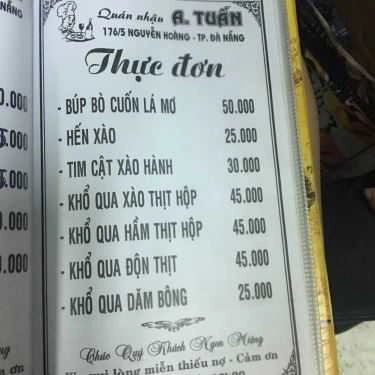 Quán nhậu A. TUẤN
176/5 NGUYỄN HOÀNG - TP. ĐÀ NẴNG
Thực đơn
- BÚP BÒ CUỐN LÁ MƠ 50.000
- HẾN XÀO 25.000
- TIM CẬT XÀO HÀNH 30.000
- KHỔ QUA XÀO THỊT HỘP 45.000
- KHỔ QUA HẦM THỊT HỘP 45.000
- KHỔ QUA ĐỘN THỊT 45.000
- KHỔ QUA DĂM BÔNG 25.000
Chúc Quý Khách Ngon Miệng
lòng miễn thiếu nợ - Cảm ơn